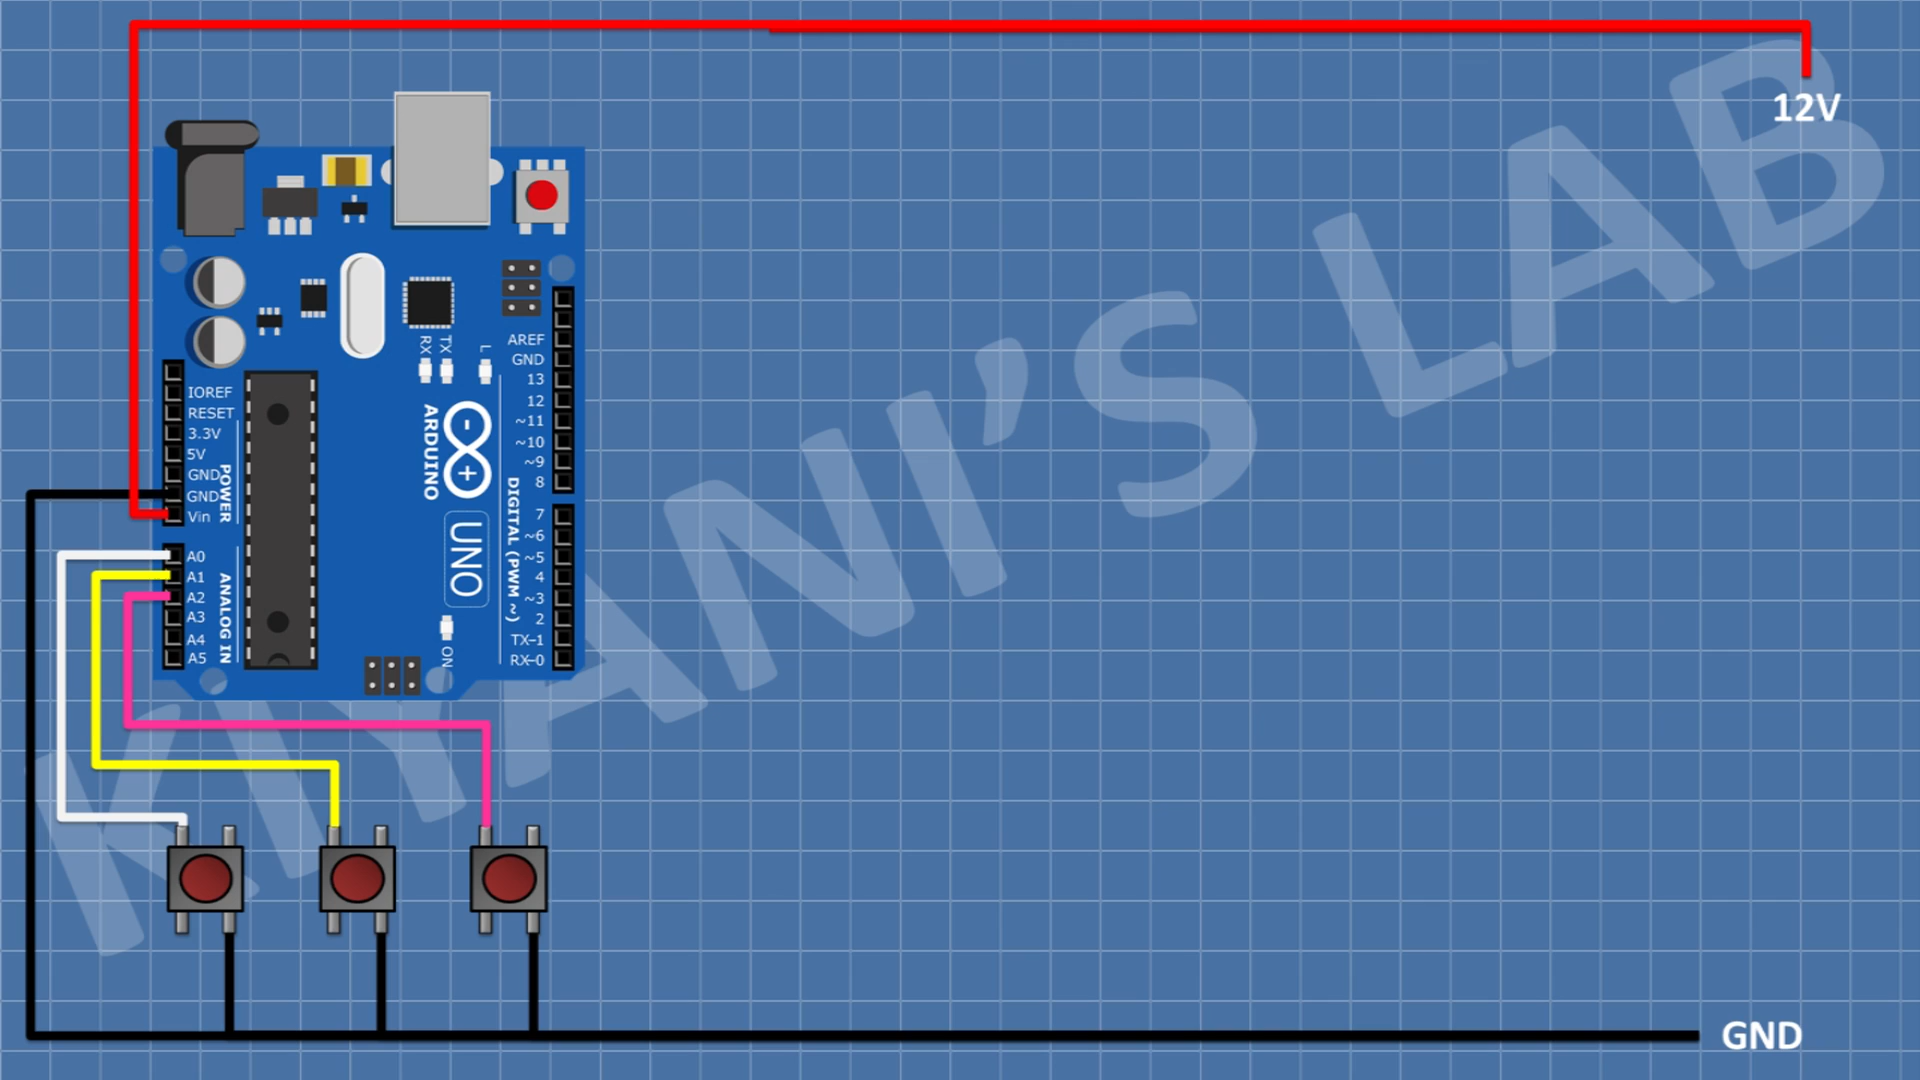 12V
KIYANI'S LAB
RX
TX
L
AREF
GND
13
12
~11
~10
~9
8
IOREF
RESET
3.3V
5V
GND
GND
Vin
POWER
ARDUINO
UNO
DIGITAL (PWM ~)
7
~6
~5
4
~3
2
TX-1
RX-0
A0
A1
A2
A3
A4
A5
ANALOG IN
ON
GND